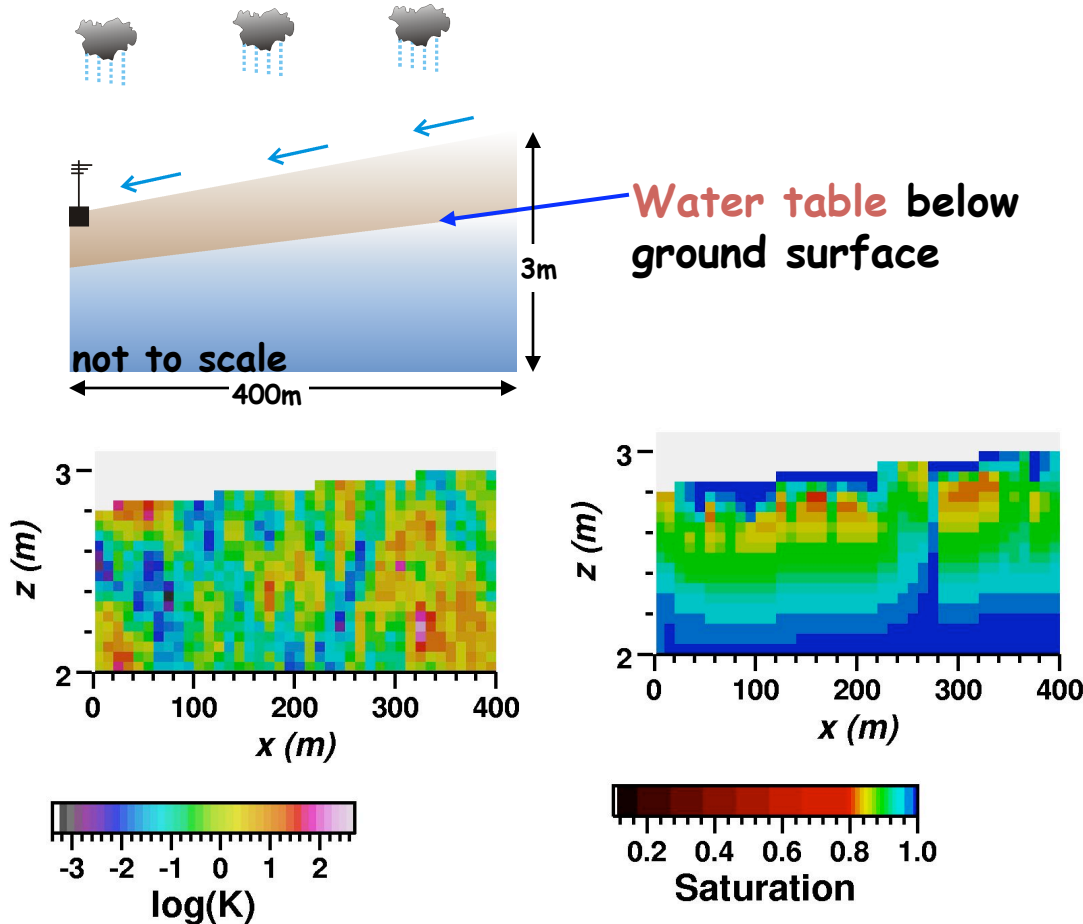 Water table below
ground surface
3m
not to scale
400m
3
2
z (m)
0 100 200 300 400
x (m)
3
2
z (m)
0 100 200 300 400
x (m)
-3 -2 -1 0 1 2
log(K)
0.2 0.4 0.6 0.8 1.0
Saturation